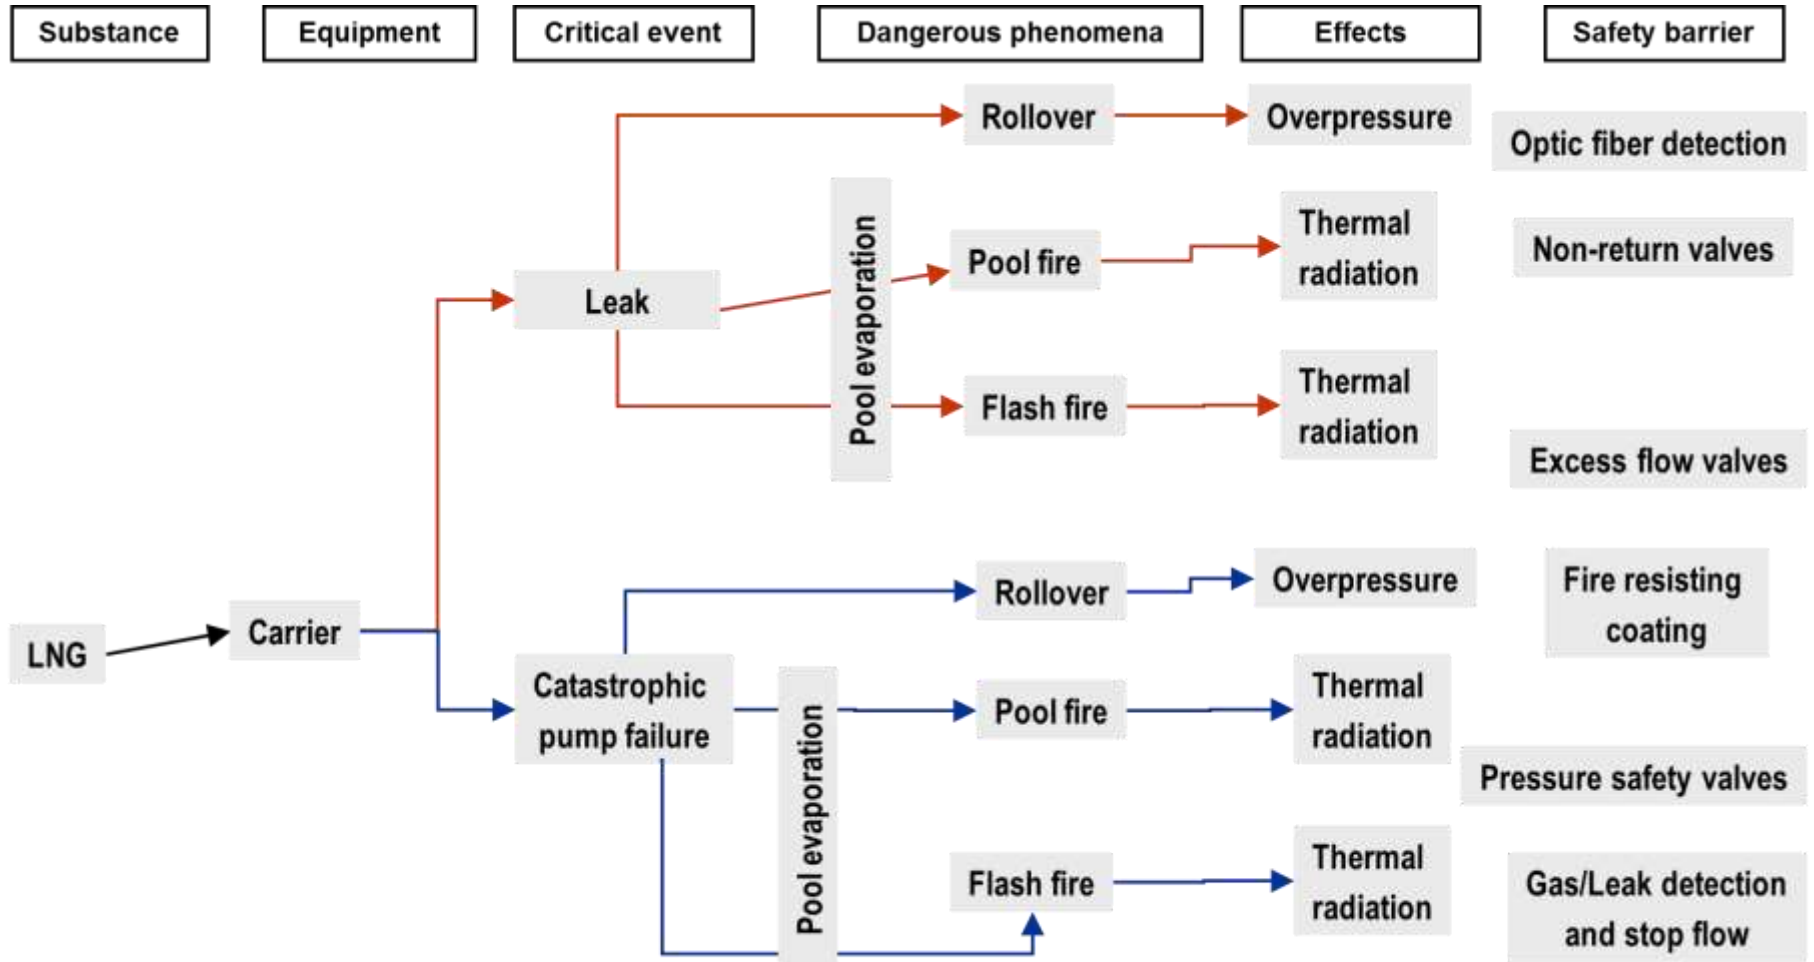 Substance
Equipment
Critical event
Dangerous phenomena
Effects
Safety barrier
Rollover
Overpressure
Optic fiber detection
Thermal
radiation
Non-return valves
Pool evaporation
Pool fire
Leak
Flash fire
Thermal
radiation
Excess flow valves
Rollover
Overpressure
Fire resisting
coating
Carrier
LNG
Catastrophic
pump failure
Pool evaporation
Pool fire
Thermal
radiation
Pressure safety valves
Flash fire
Thermal
radiation
Gas/Leak detection
and stop flow